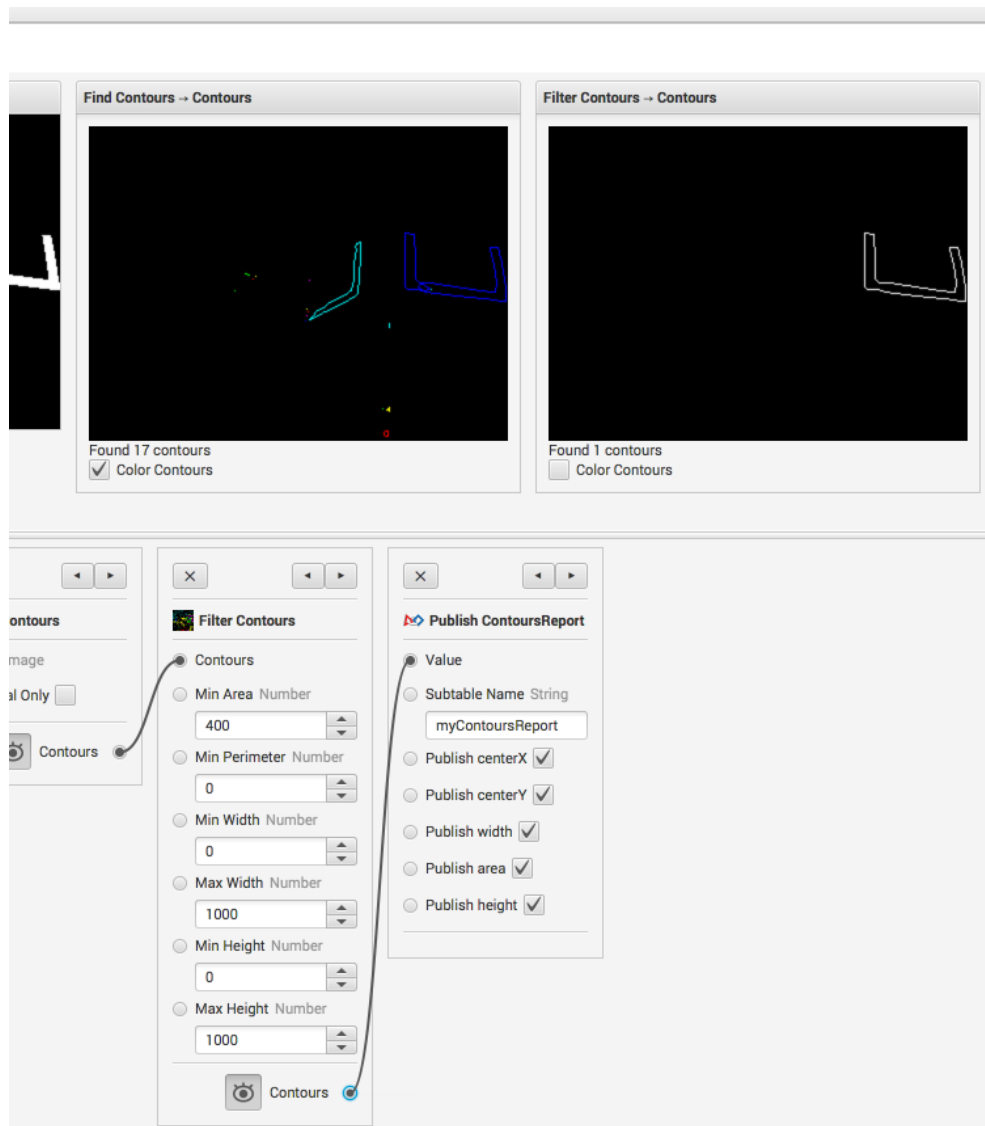 Find Contours → Contours
Filter Contours → Contours
Found 17 contours
Color Contours
Found 1 contours
Color Contours
ontours
mage
al Only
Contours
Filter Contours
Contours
Min Area Number
400
Min Perimeter Number
0
Min Width Number
0
Max Width Number
1000
Min Height Number
0
Max Height Number
1000
Contours
Publish ContoursReport
Value
Subtable Name String
myContoursReport
Publish centerX
Publish centerY
Publish width
Publish area
Publish height